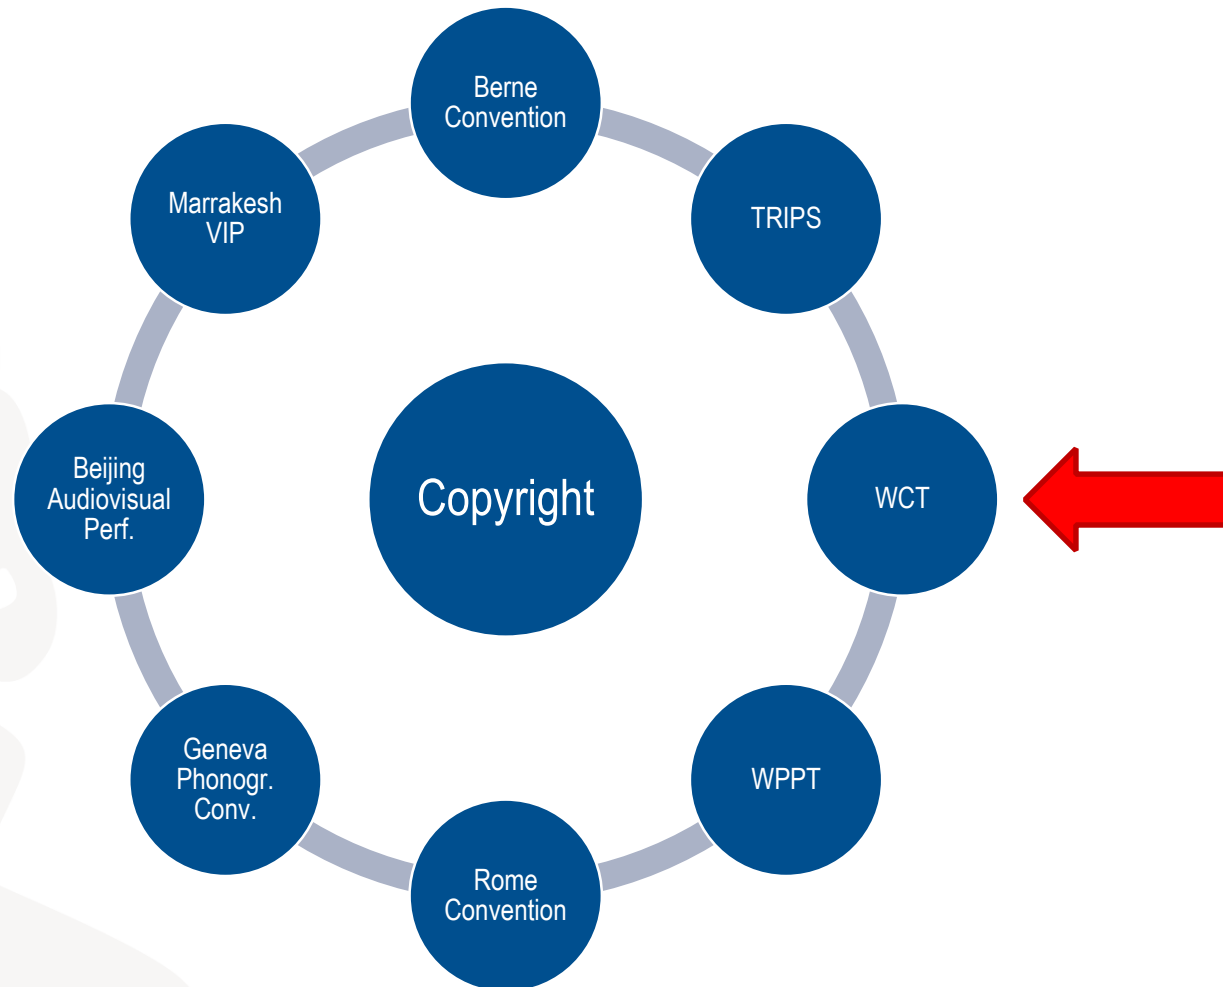 Berne
Convention
TRIPS
WCT
WPPT
Rome
Convention
Geneva
Phonogr.
Conv.
Beijing
Audiovisual
Perf.
Marrakesh
VIP
Copyright